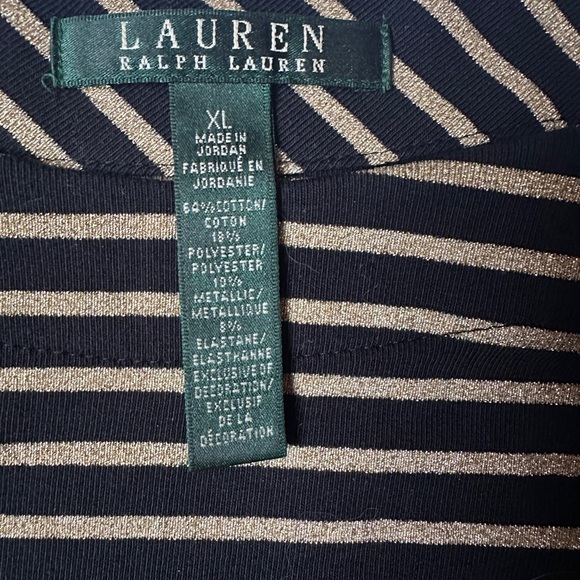 LAUREN
RALPH LAUREN
XL
MADE IN
JORDAN
FABRIQUÉ EN
JORDANIE
64% COTTON/
COTON
18%
POLYESTER/
POLYESTER
10%
METALLIC/
METALLIQUE
8%
ELASTANE/
ELASTHANNE
EXCLUSIVE OF
DECORATION/
EXCLUSIF
DE LA
DÉCORATION